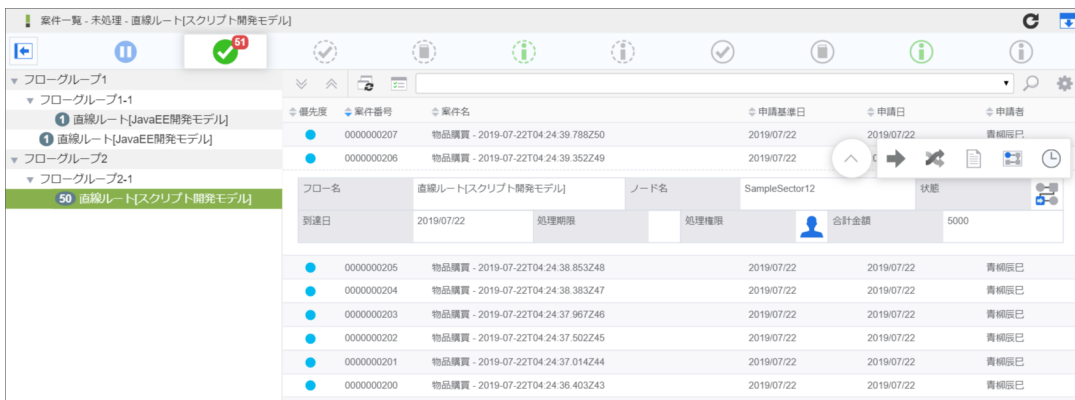 案件一覧 - 未処理 - 直線ルート[スクリプト開発モデル]
51
フローグループ1
フローグループ1-1
1 直線ルート[JavaEE開発モデル]
1 直線ルート[JavaEE開発モデル]
フローグループ2
フローグループ2-1
50 直線ルート[スクリプト開発モデル]
優先度 案件番号 案件名 申請基準日 申請日 申請者
0000000207 物品購買 - 2019-07-22T04:24:39.788Z50 2019/07/22 2019/07/22 青柳辰巳
0000000206 物品購買 - 2019-07-22T04:24:39.352Z49 2019/07/22
フロー名 直線ルート[スクリプト開発モデル] ノード名 SampleSector12 状態
到達日 2019/07/22 処理期限 処理権限 合計金額 5000
0000000205 物品購買 - 2019-07-22T04:24:38.853Z48 2019/07/22 2019/07/22 青柳辰巳
0000000204 物品購買 - 2019-07-22T04:24:38.383Z47 2019/07/22 2019/07/22 青柳辰巳
0000000203 物品購買 - 2019-07-22T04:24:37.967Z46 2019/07/22 2019/07/22 青柳辰巳
0000000202 物品購買 - 2019-07-22T04:24:37.502Z45 2019/07/22 2019/07/22 青柳辰巳
0000000201 物品購買 - 2019-07-22T04:24:37.014Z44 2019/07/22 2019/07/22 青柳辰巳
0000000200 物品購買 - 2019-07-22T04:24:36.403Z43 2019/07/22 2019/07/22 青柳辰巳